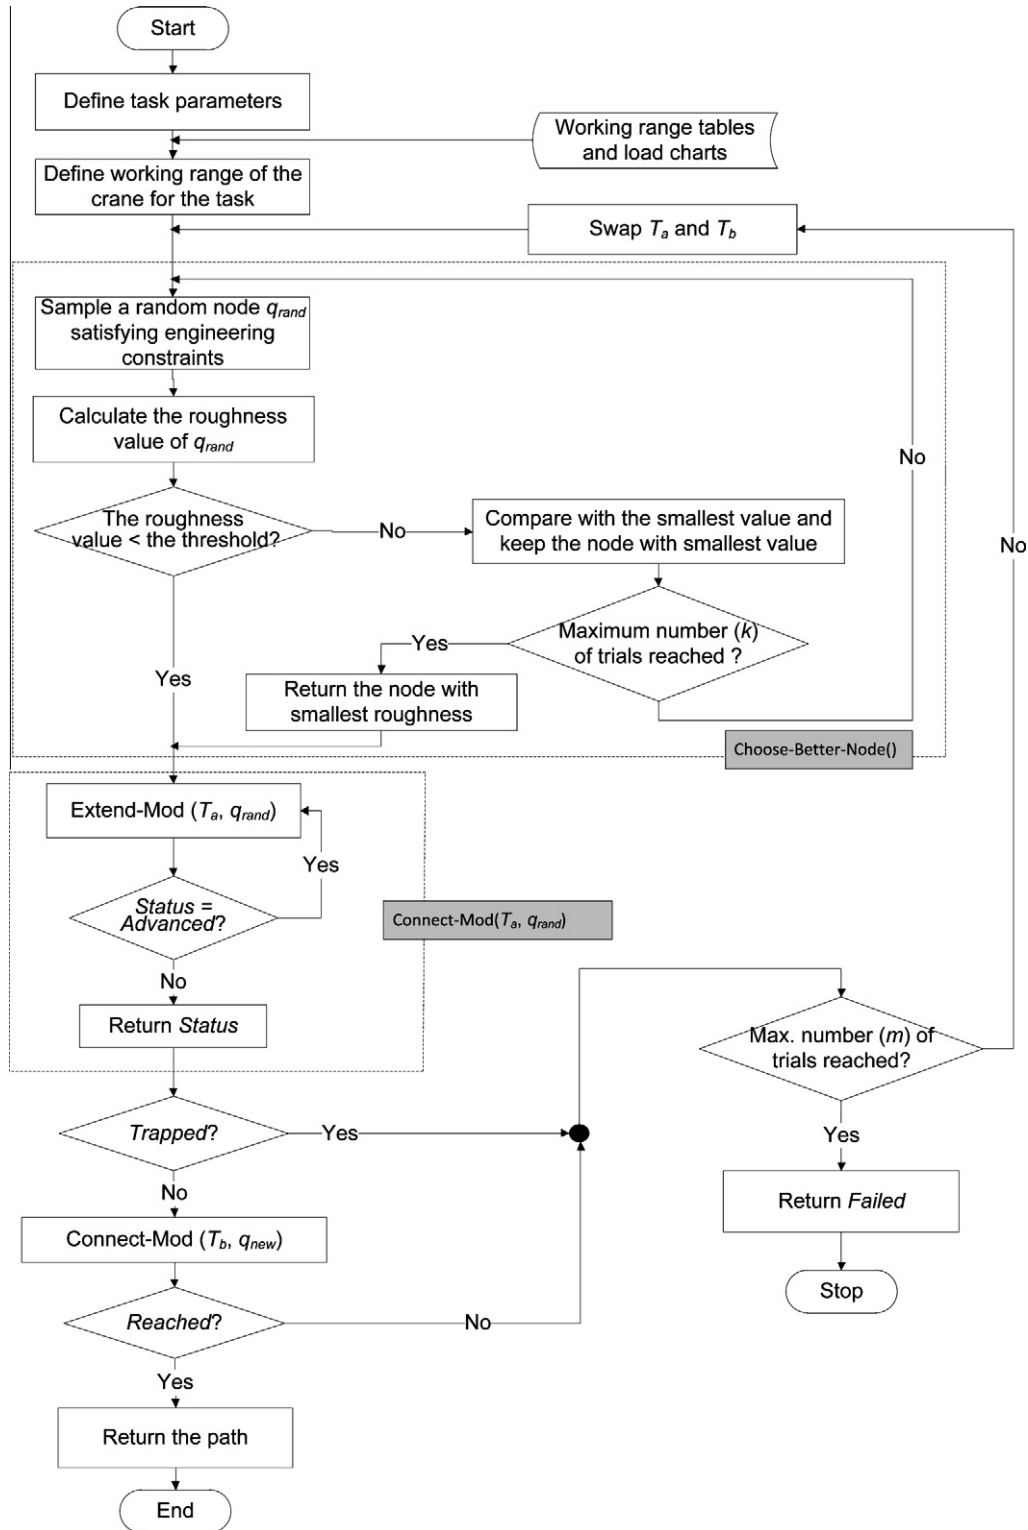 Start
Define task parameters
Working range tables
and load charts
Define working range of the
crane for the task
Swap Ta and Tb
Sample a random node qrand
satisfying engineering
constraints
Calculate the roughness
value of qrand
No
The roughness
value < the threshold?
No
Compare with the smallest value and
keep the node with smallest value
No
Maximum number (k)
of trials reached ?
Yes
Yes
Return the node with
smallest roughness
Choose-Better-Node()
Extend-Mod (Ta, qrand)
Yes
Status =
Advanced?
Connect-Mod(Ta, qrand)
No
Return Status
Max. number (m) of
trials reached?
Trapped?
Yes
Yes
No
Return Failed
Connect-Mod (Tb, qnew)
Stop
Reached?
No
Yes
Return the path
End